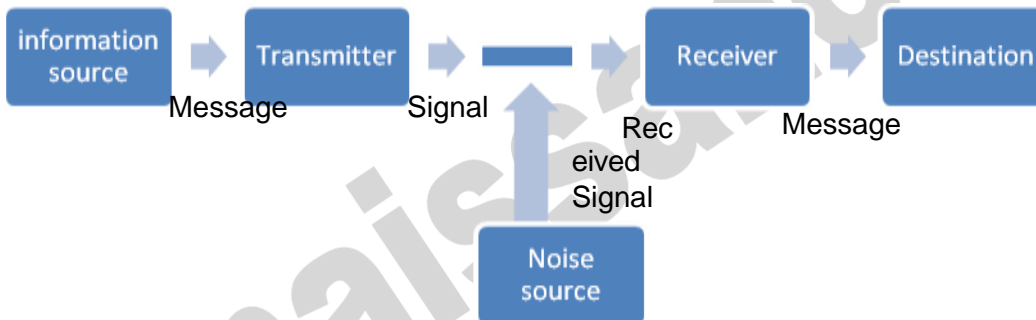 information
source
Transmitter
Receiver
Destination
Message
Signal
Rec
eived
Signal
Message
Noise
source